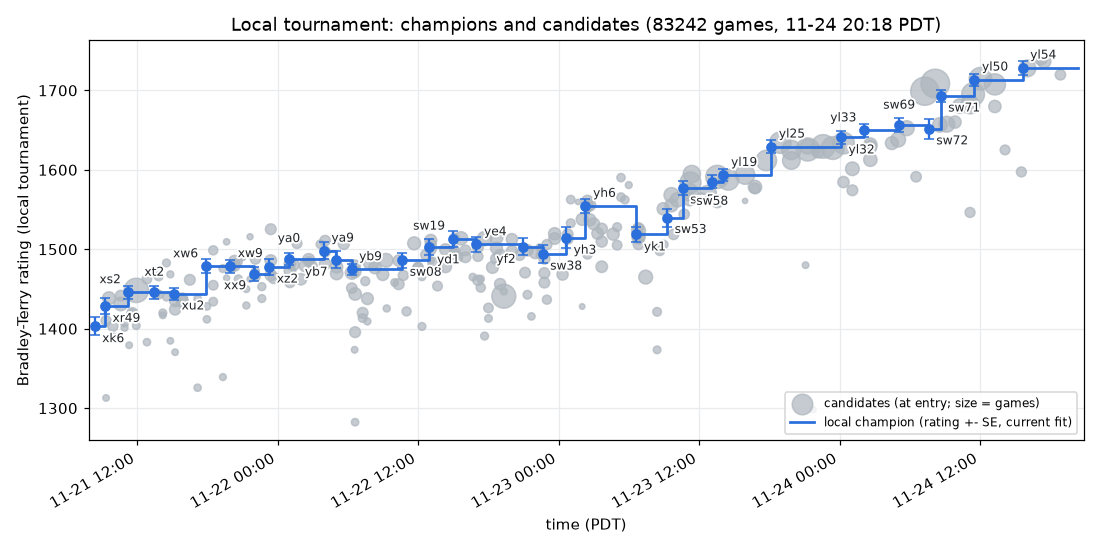 Local tournament: champions and candidates (83242 games, 11-24 20:18 PDT)
Bradley-Terry rating (local tournament)
1700
1600
1500
1400
1300
xk6
xs2
xr49
xt2
xu2
xw6
xx9
xw9
xz2
ya0
yb7
ya9
yb9
sw08
sw19
yd1
ye4
yf2
sw38
yh3
yh6
yk1
sw53
sw58
yl19
yl25
yl32
yl33
sw69
sw72
sw71
yl50
yl54
candidates (at entry; size = games)
local champion (rating +- SE, current fit)
11-21 12:00
11-22 00:00
11-22 12:00
11-23 00:00
11-23 12:00
11-24 00:00
11-24 12:00
time (PDT)